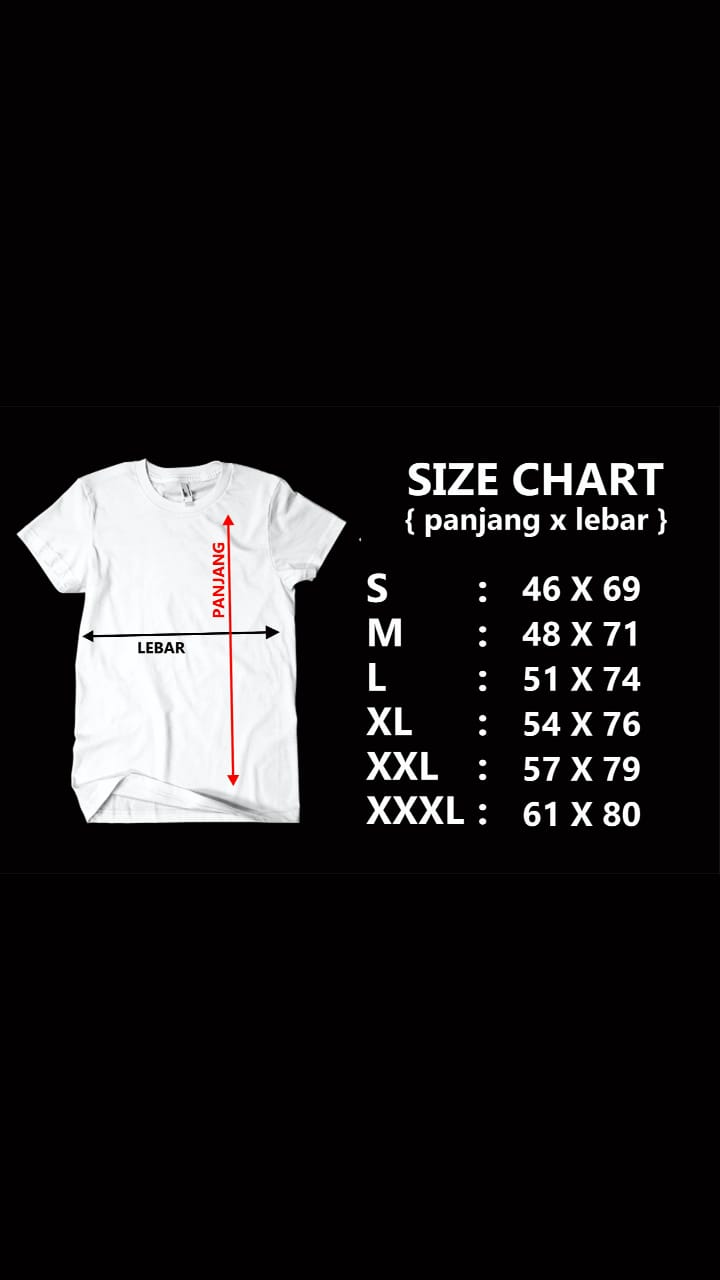 SIZE CHART
{ panjang x lebar }
PANJANG
LEBAR
S : 46 X 69
M : 48 X 71
L : 51 X 74
XL : 54 X 76
XXL : 57 X 79
XXXL : 61 X 80